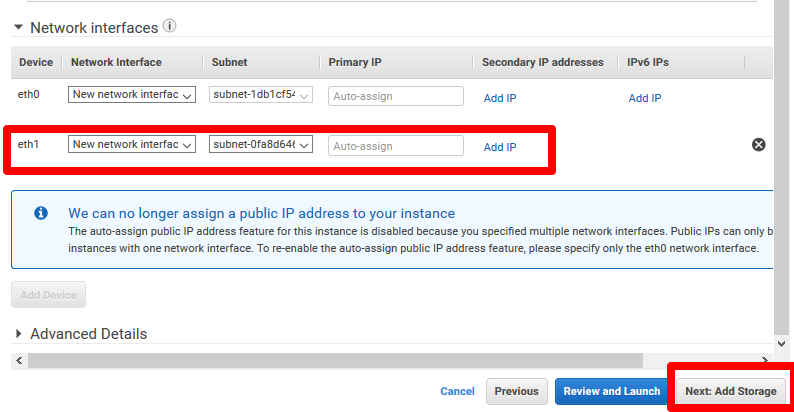 Network interfaces
Device Network Interface Subnet Primary IP Secondary IP addresses IPv6 IPs
eth0 New network interfac subnet-1db1cf54 Auto-assign Add IP Add IP
eth1 New network interfac subnet-0fa8d646 Auto-assign Add IP
We can no longer assign a public IP address to your instance
The auto-assign public IP address feature for this instance is disabled because you specified multiple network interfaces. Public IPs can only b
instances with one network interface. To re-enable the auto-assign public IP address feature, please specify only the eth0 network interface.
Add Device
Advanced Details
Cancel Previous Review and Launch Next: Add Storage